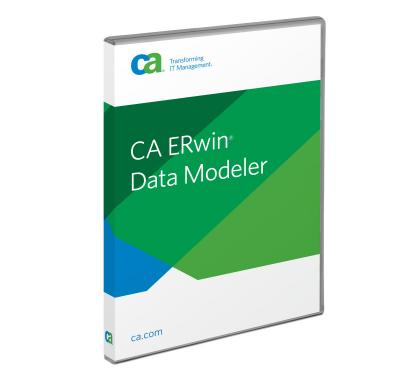 ca
Transforming
IT Management.
CA ERwin®
Data Modeler
ca
ca.com